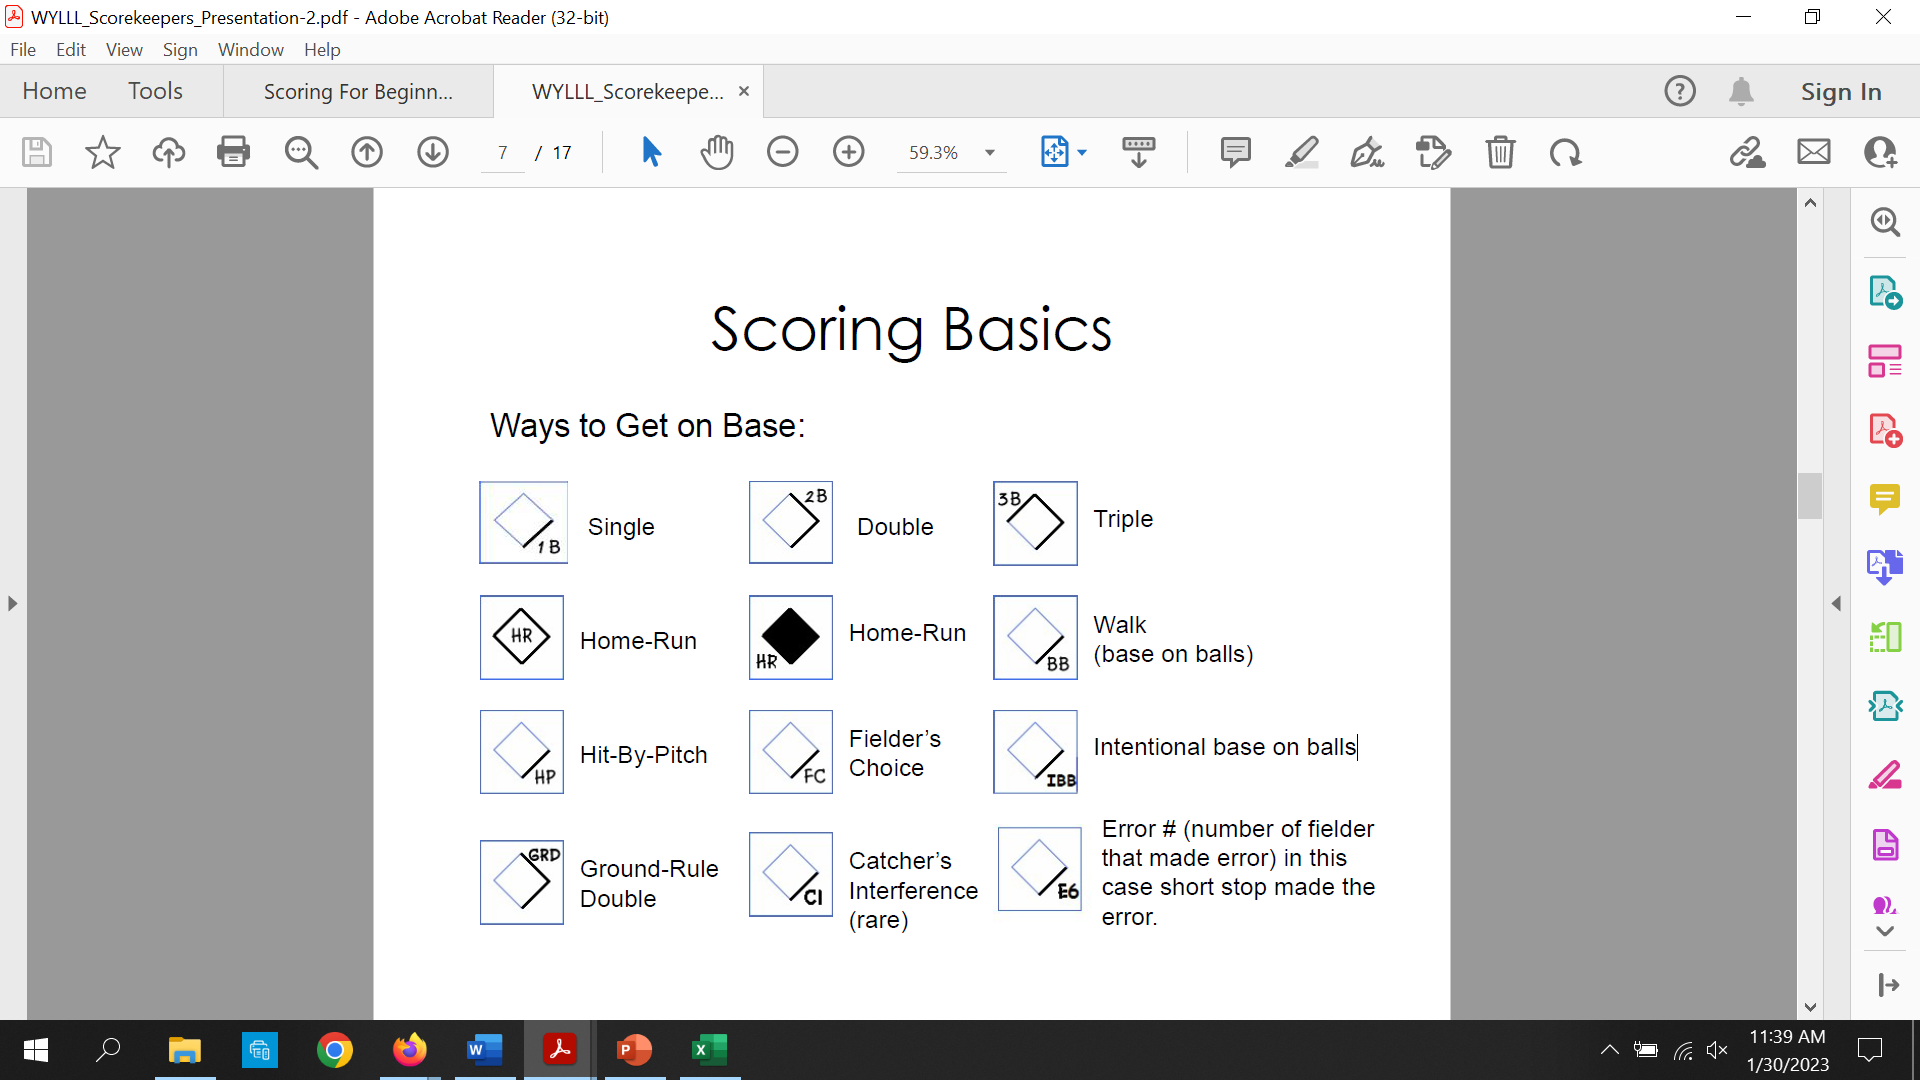 WYLLL_Scorekeepers_Presentation-2.pdf - Adobe Acrobat Reader (32-bit)
File Edit View Sign Window Help
Home Tools Scoring For Beginn... WYLLL_Scorekeepe... Sign In
7 / 17 59.3%
Scoring Basics
Ways to Get on Base:
1B Single
2B Double
3B Triple
HR Home-Run
HR Home-Run
BB Walk
(base on balls)
HP Hit-By-Pitch
FC Fielder’s
Choice
IBB Intentional base on balls
GRD Ground-Rule
Double
CI Catcher’s
Interference
(rare)
E6 Error # (number of fielder
that made error) in this
case short stop made the
error.
11:39 AM
1/30/2023